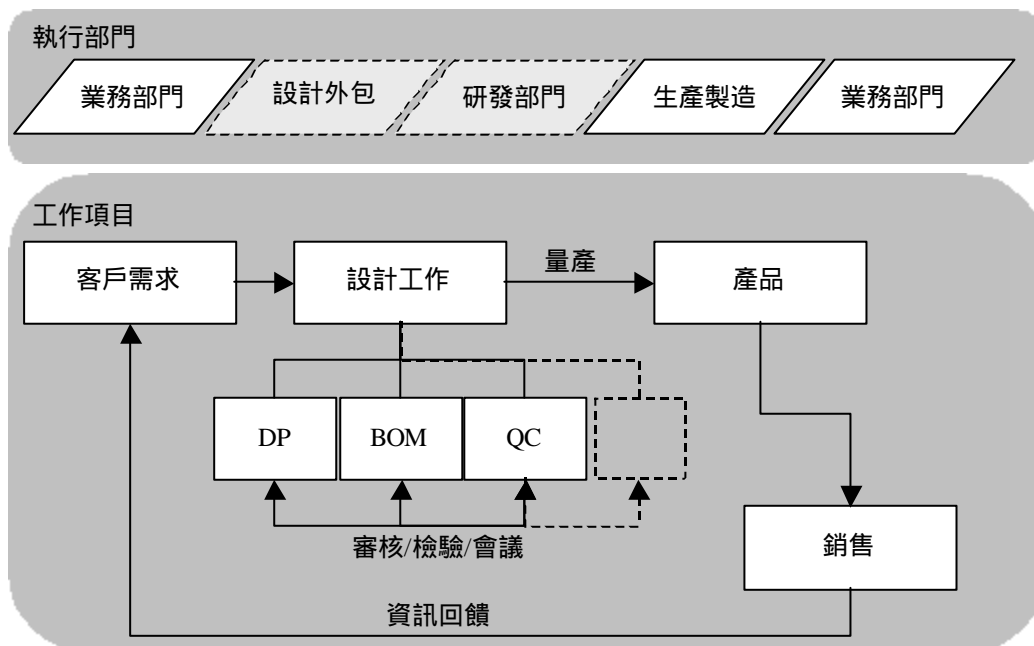 執行部門
業務部門
設計外包
研發部門
生產製造
業務部門
工作項目
客戶需求
設計工作
量產
產品
DP
BOM
QC
審核/檢驗/會議
銷售
資訊回饋